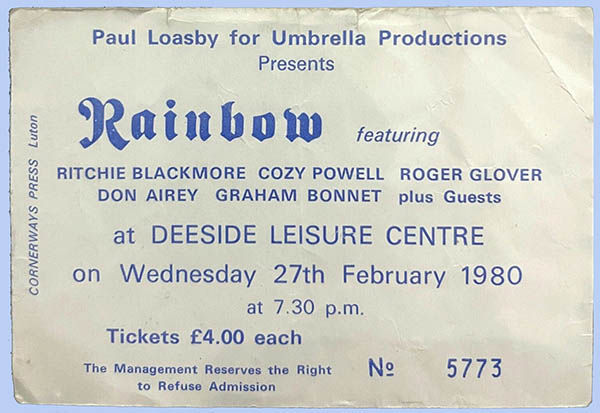 Paul Loasby for Umbrella Productions
Presents
Rainbow featuring
RITCHIE BLACKMORE COZY POWELL ROGER GLOVER
DON AIREY GRAHAM BONNET plus Guests
at DEESIDE LEISURE CENTRE
on Wednesday 27th February 1980
at 7.30 p.m.
Tickets £4.00 each
The Management Reserves the Right
to Refuse Admission
Nº 5773
CORNERWAYS PRESS Luton